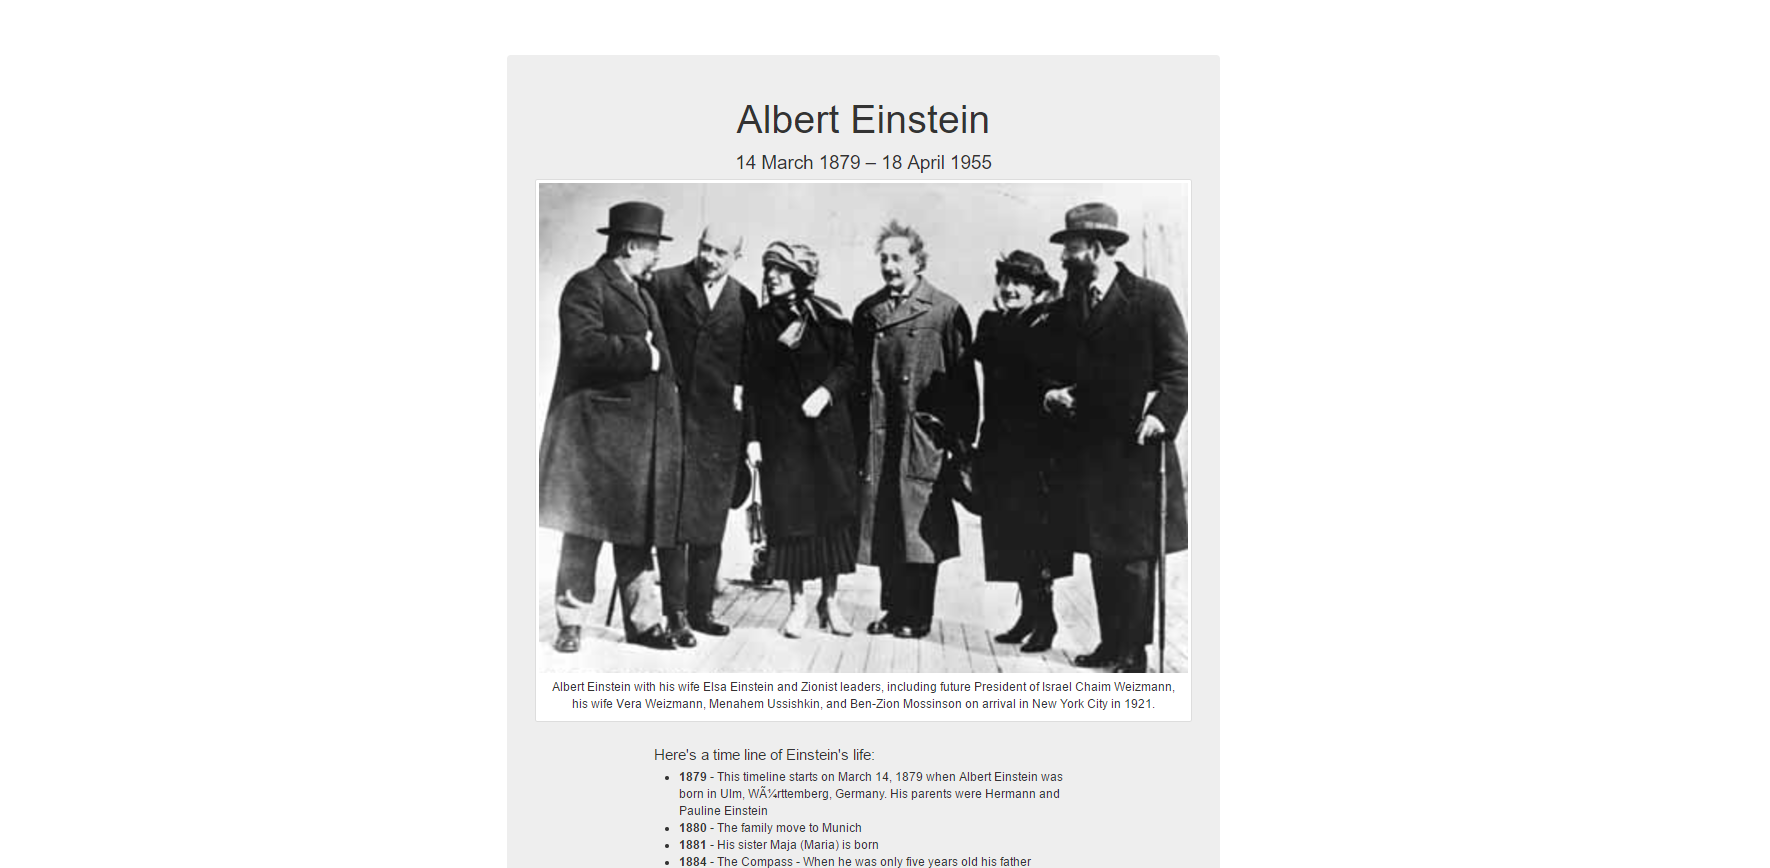 Albert Einstein
14 March 1879 – 18 April 1955
Albert Einstein with his wife Elsa Einstein and Zionist leaders, including future President of Israel Chaim Weizmann,
his wife Vera Weizmann, Menahem Ussishkin, and Ben-Zion Mossinson on arrival in New York City in 1921.
Here's a time line of Einstein's life:
• 1879 - This timeline starts on March 14, 1879 when Albert Einstein was
born in Ulm, WÃ¼rttemberg, Germany. His parents were Hermann and
Pauline Einstein
• 1880 - The family move to Munich
• 1881 - His sister Maja (Maria) is born
• 1884 - The Compass - When he was only five years old his father